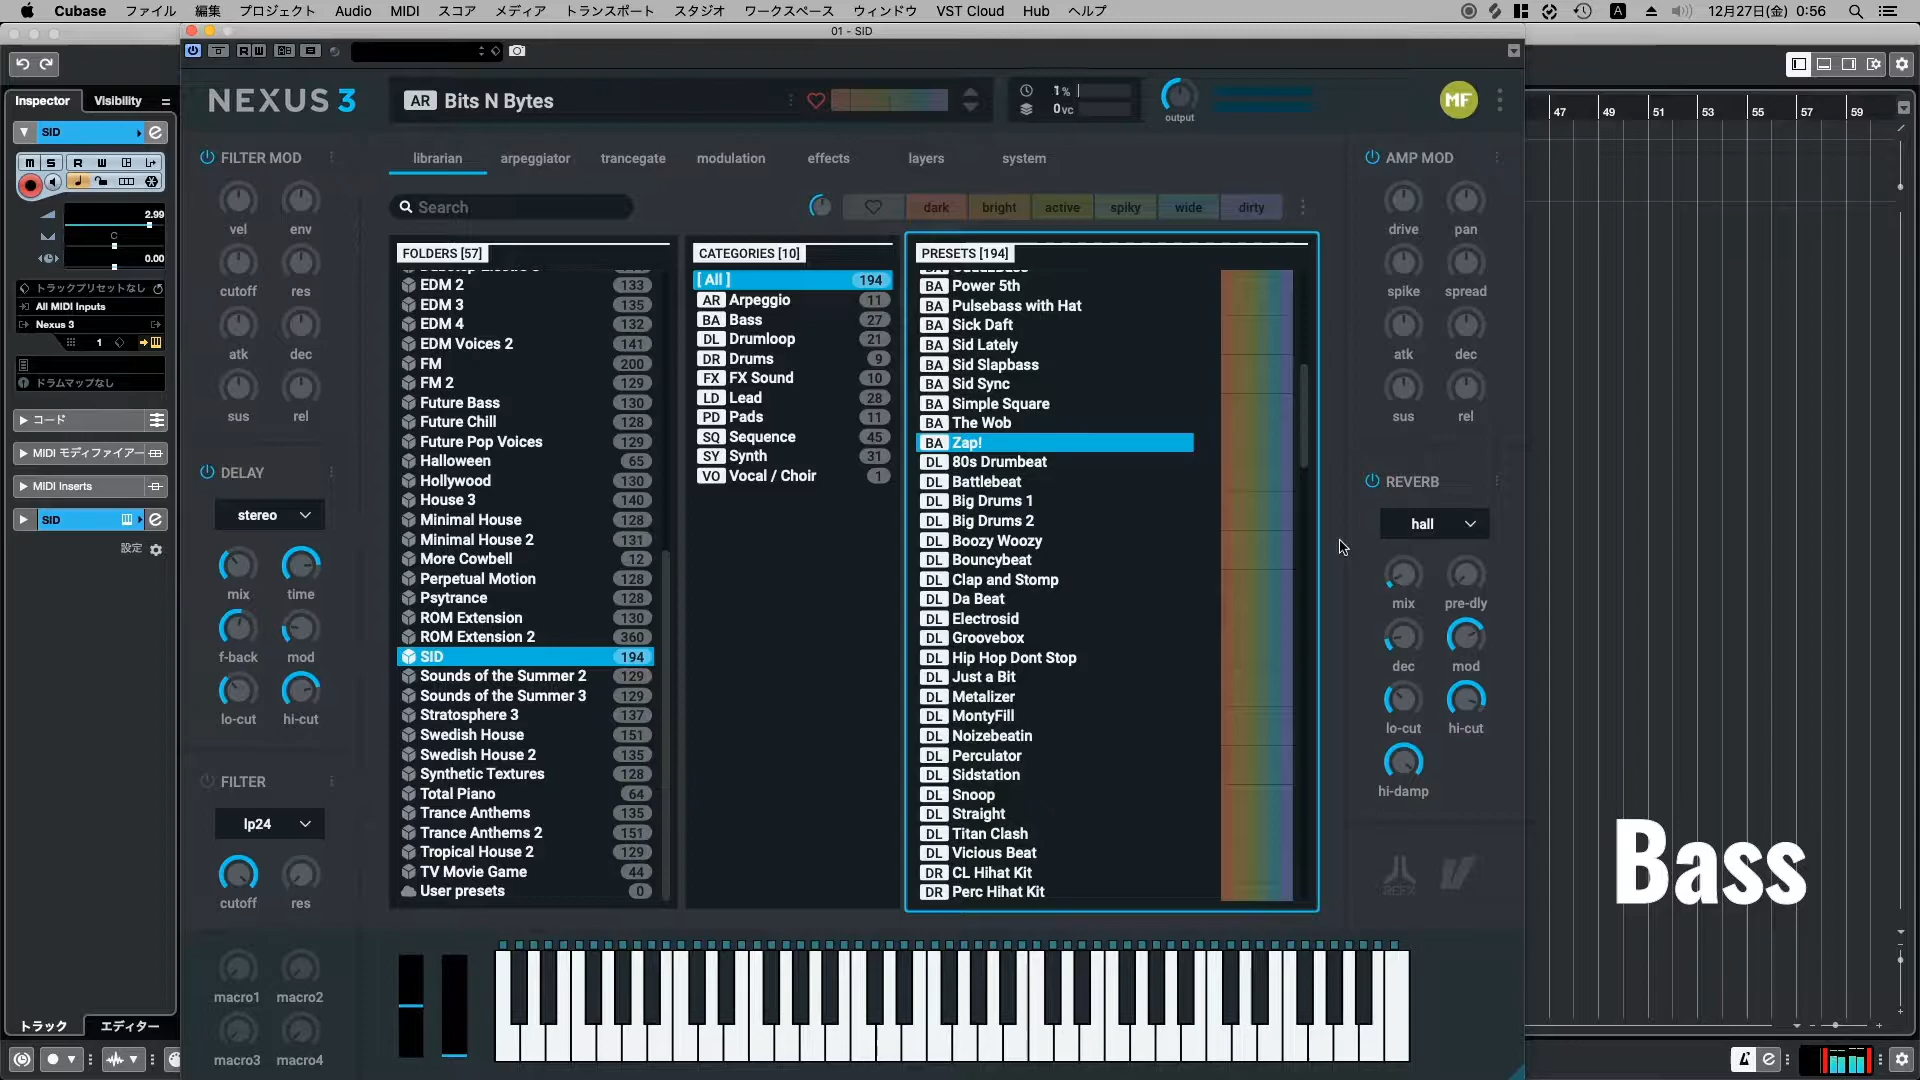 Cubase ファイル 編集 プロジェクト Audio MIDI スコア メディア トランスポート スタジオ ワークスペース ウィンドウ VST Cloud Hub ヘルプ A 12月27日(金) 0:56
01 - SID
R W
NEXUS 3
AR Bits N Bytes
1 %
0 vc
output
MF
Inspector Visibility
SID
M S R W
2.99
C
0.00
トラックプリセットなし
All MIDI Inputs
Nexus 3
1
ドラムマップなし
コード
MIDI モディファイアー
MIDI Inserts
SID
設定
トラック エディター
47 49 51 53 55 57 59
FILTER MOD
vel env
cutoff res
atk dec
sus rel
DELAY
stereo
mix time
f-back mod
lo-cut hi-cut
FILTER
lp24
cutoff res
macro1 macro2
macro3 macro4
librarian arpeggiator trancegate modulation effects layers system
Search
dark bright active spiky wide dirty
FOLDERS [57]
EDM 2 133
EDM 3 135
EDM 4 132
EDM Voices 2 141
FM 200
FM 2 129
Future Bass 130
Future Chill 128
Future Pop Voices 129
Halloween 65
Hollywood 130
House 3 140
Minimal House 128
Minimal House 2 131
More Cowbell 12
Perpetual Motion 128
Psytrance 128
ROM Extension 130
ROM Extension 2 360
SID 194
Sounds of the Summer 2 129
Sounds of the Summer 3 129
Stratosphere 3 137
Swedish House 151
Swedish House 2 135
Synthetic Textures 128
Total Piano 64
Trance Anthems 135
Trance Anthems 2 151
Tropical House 2 129
TV Movie Game 44
User presets 0
CATEGORIES [10]
[ All ] 194
AR Arpeggio 11
BA Bass 27
DL Drumloop 21
DR Drums 9
FX FX Sound 10
LD Lead 28
PD Pads 11
SQ Sequence 45
SY Synth 31
VO Vocal / Choir 1
PRESETS [194]
BA Power 5th
BA Pulsebass with Hat
BA Sick Daft
BA Sid Lately
BA Sid Slapbass
BA Sid Sync
BA Simple Square
BA The Wob
BA Zap!
DL 80s Drumbeat
DL Battlebeat
DL Big Drums 1
DL Big Drums 2
DL Boozy Woozy
DL Bouncybeat
DL Clap and Stomp
DL Da Beat
DL Electrosid
DL Groovebox
DL Hip Hop Dont Stop
DL Just a Bit
DL Metalizer
DL MontyFill
DL Noizebeatin
DL Perculator
DL Sidstation
DL Snoop
DL Straight
DL Titan Clash
DL Vicious Beat
DR CL Hihat Kit
DR Perc Hihat Kit
AMP MOD
drive pan
spike spread
atk dec
sus rel
REVERB
hall
mix pre-dly
dec mod
lo-cut hi-cut
hi-damp
REFX
Bass